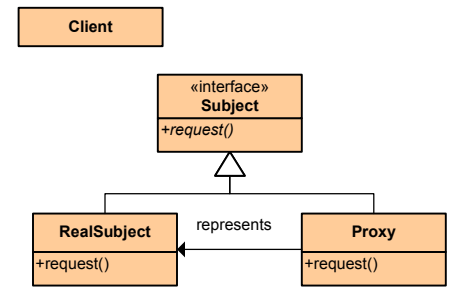 Client
«interface»
Subject
+request()
represents
RealSubject
+request()
Proxy
+request()